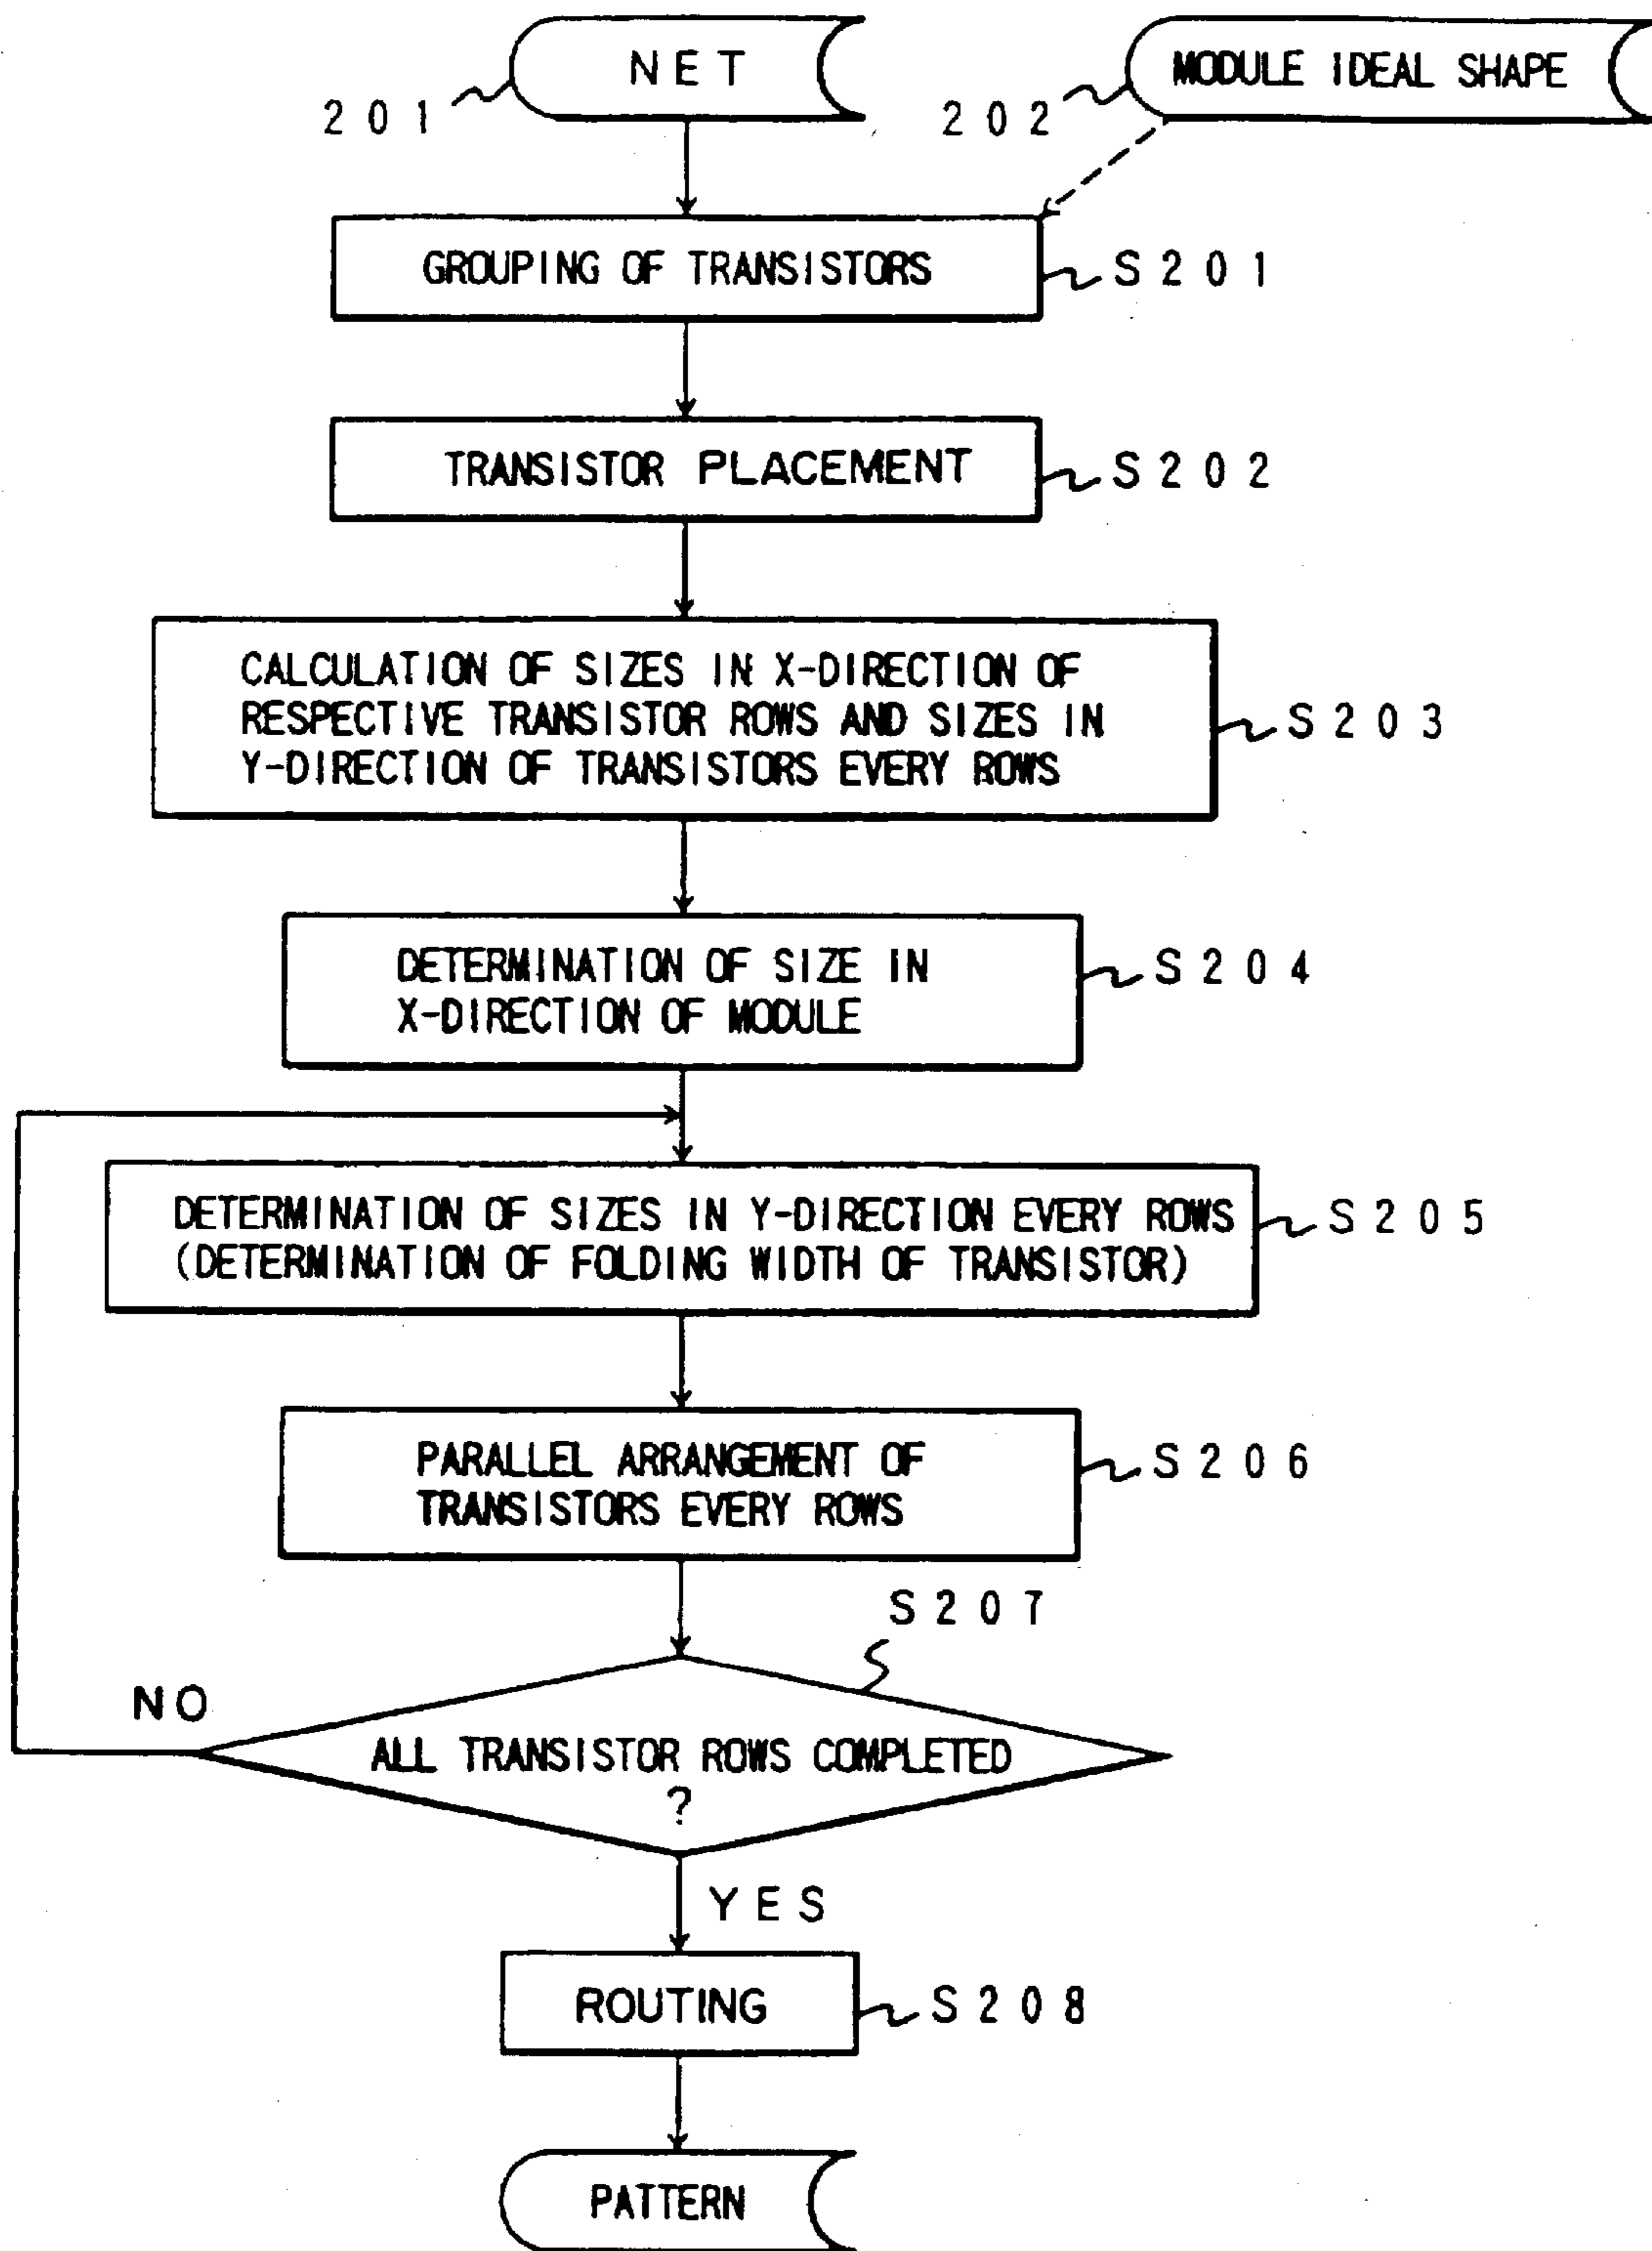 NET
201
MODULE IDEAL SHAPE
202
GROUPING OF TRANSISTORS
S201
TRANSISTOR PLACEMENT
S202
CALCULATION OF SIZES IN X-DIRECTION OF
RESPECTIVE TRANSISTOR ROWS AND SIZES IN
Y-DIRECTION OF TRANSISTORS EVERY ROWS
S203
DETERMINATION OF SIZE IN
X-DIRECTION OF MODULE
S204
DETERMINATION OF SIZES IN Y-DIRECTION EVERY ROWS
(DETERMINATION OF FOLDING WIDTH OF TRANSISTOR)
S205
PARALLEL ARRANGEMENT OF
TRANSISTORS EVERY ROWS
S206
S207
NO
ALL TRANSISTOR ROWS COMPLETED
?
YES
ROUTING
S208
PATTERN